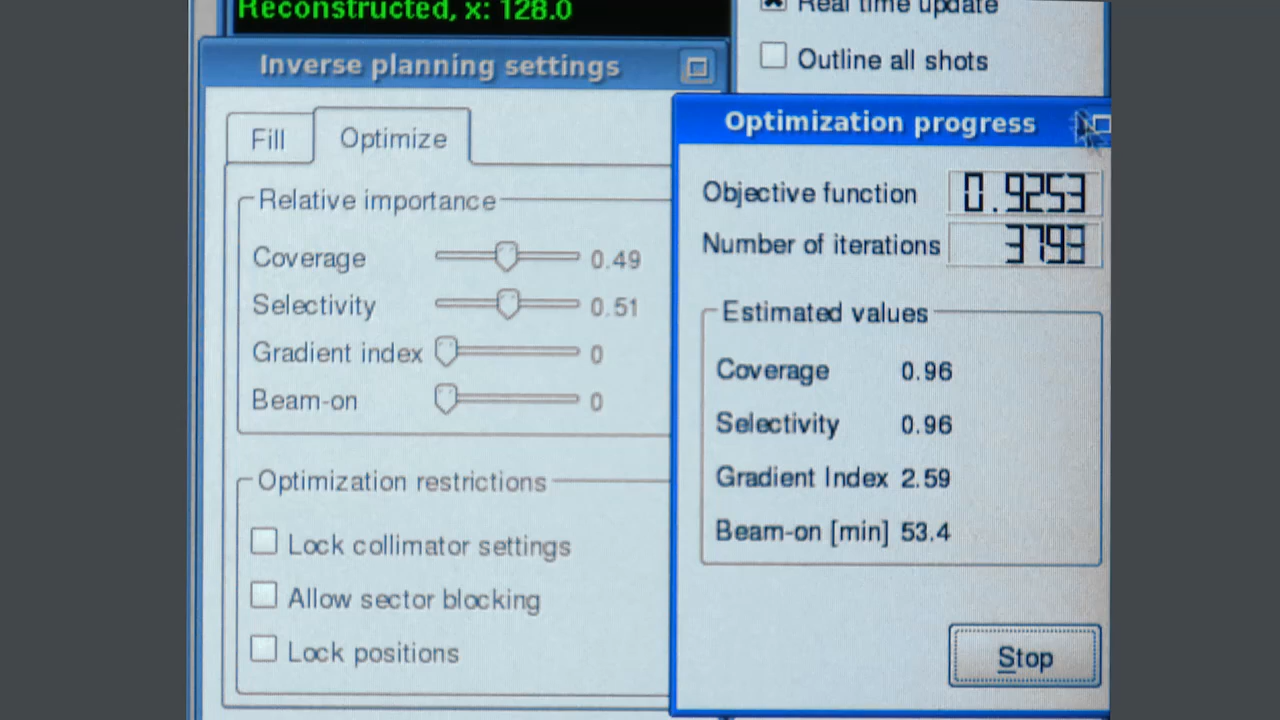 Reconstructed, x: 128.0
Real time update
Outline all shots
Inverse planning settings
Fill
Optimize
Relative importance
Coverage 0.49
Selectivity 0.51
Gradient index 0
Beam-on 0
Optimization restrictions
Lock collimator settings
Allow sector blocking
Lock positions
Optimization progress
Objective function 0.9253
Number of iterations 3793
Estimated values
Coverage 0.96
Selectivity 0.96
Gradient Index 2.59
Beam-on [min] 53.4
Stop